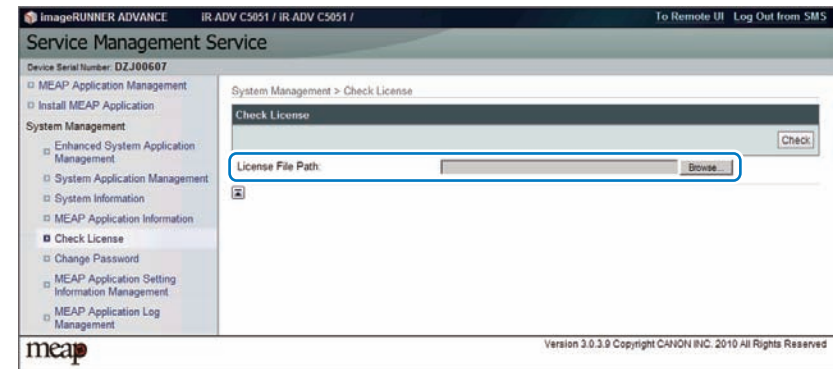 imageRUNNER ADVANCE iR-ADV C5051 / iR-ADV C5051 / To Remote UI Log Out from SMS
Service Management Service
Device Serial Number: DZJ00607
MEAP Application Management
Install MEAP Application
System Management
Enhanced System Application
Management
System Application Management
System Information
MEAP Application Information
Check License
Change Password
MEAP Application Setting
Information Management
MEAP Application Log
Management
System Management > Check License
Check License
Check
License File Path: Browse...
meap
Version 3.0.3.9 Copyright CANON INC. 2010 All Rights Reserved